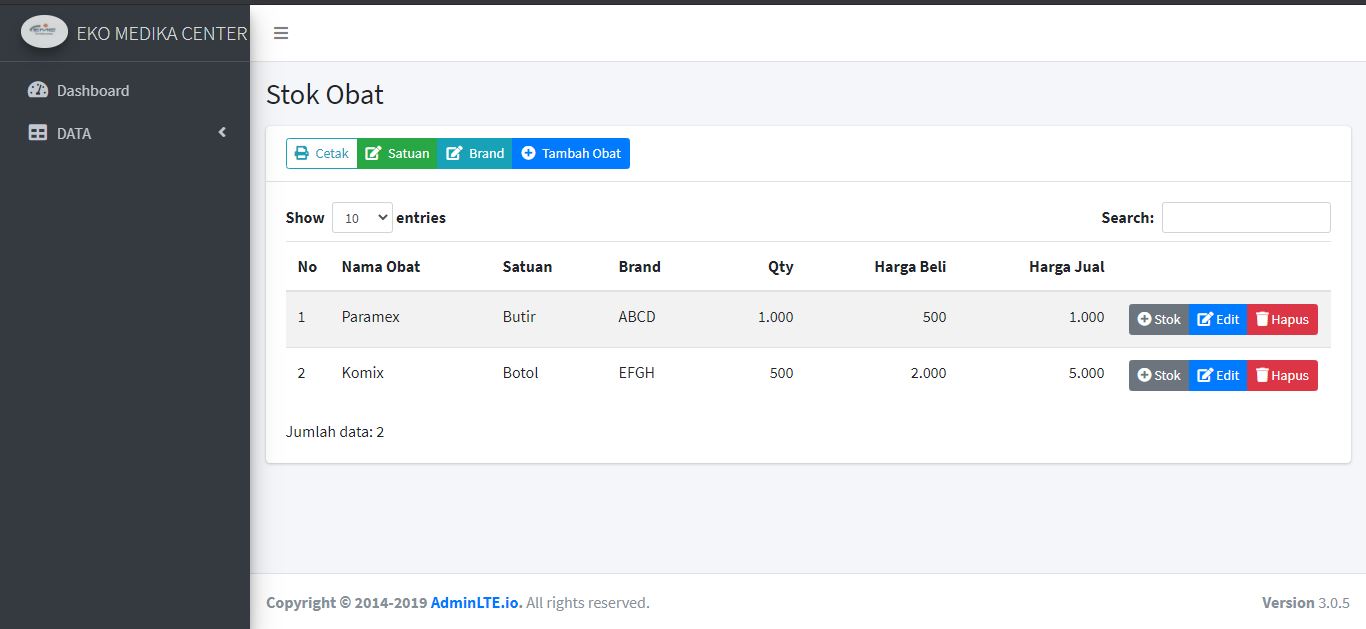 EKO MEDIKA CENTER
Dashboard
DATA
Stok Obat
Cetak Satuan Brand Tambah Obat
Show 10 entries Search:
No Nama Obat Satuan Brand Qty Harga Beli Harga Jual
1 Paramex Butir ABCD 1.000 500 1.000 Stok Edit Hapus
2 Komix Botol EFGH 500 2.000 5.000 Stok Edit Hapus
Jumlah data: 2
Copyright © 2014-2019 AdminLTE.io. All rights reserved. Version 3.0.5